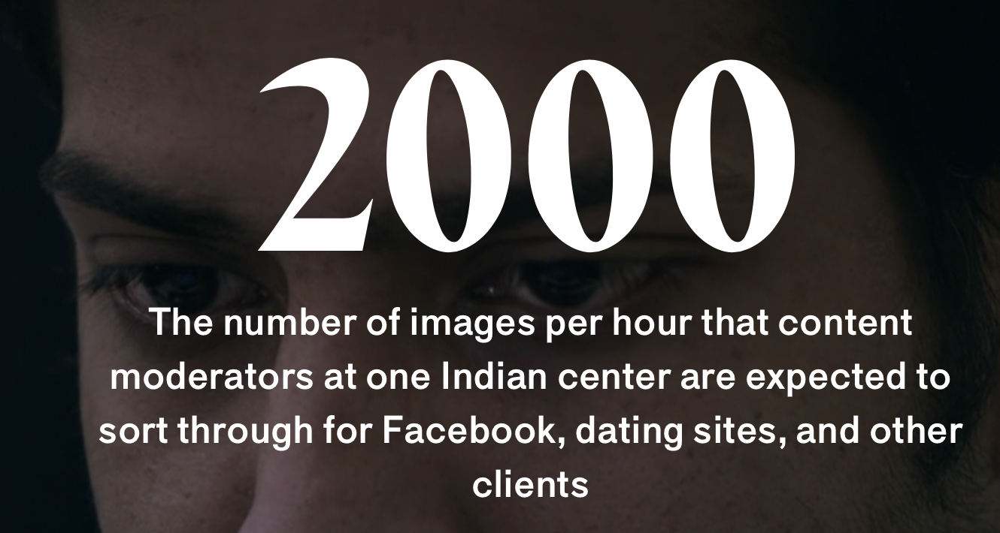 2000
The number of images per hour that content
moderators at one Indian center are expected to
sort through for Facebook, dating sites, and other
clients